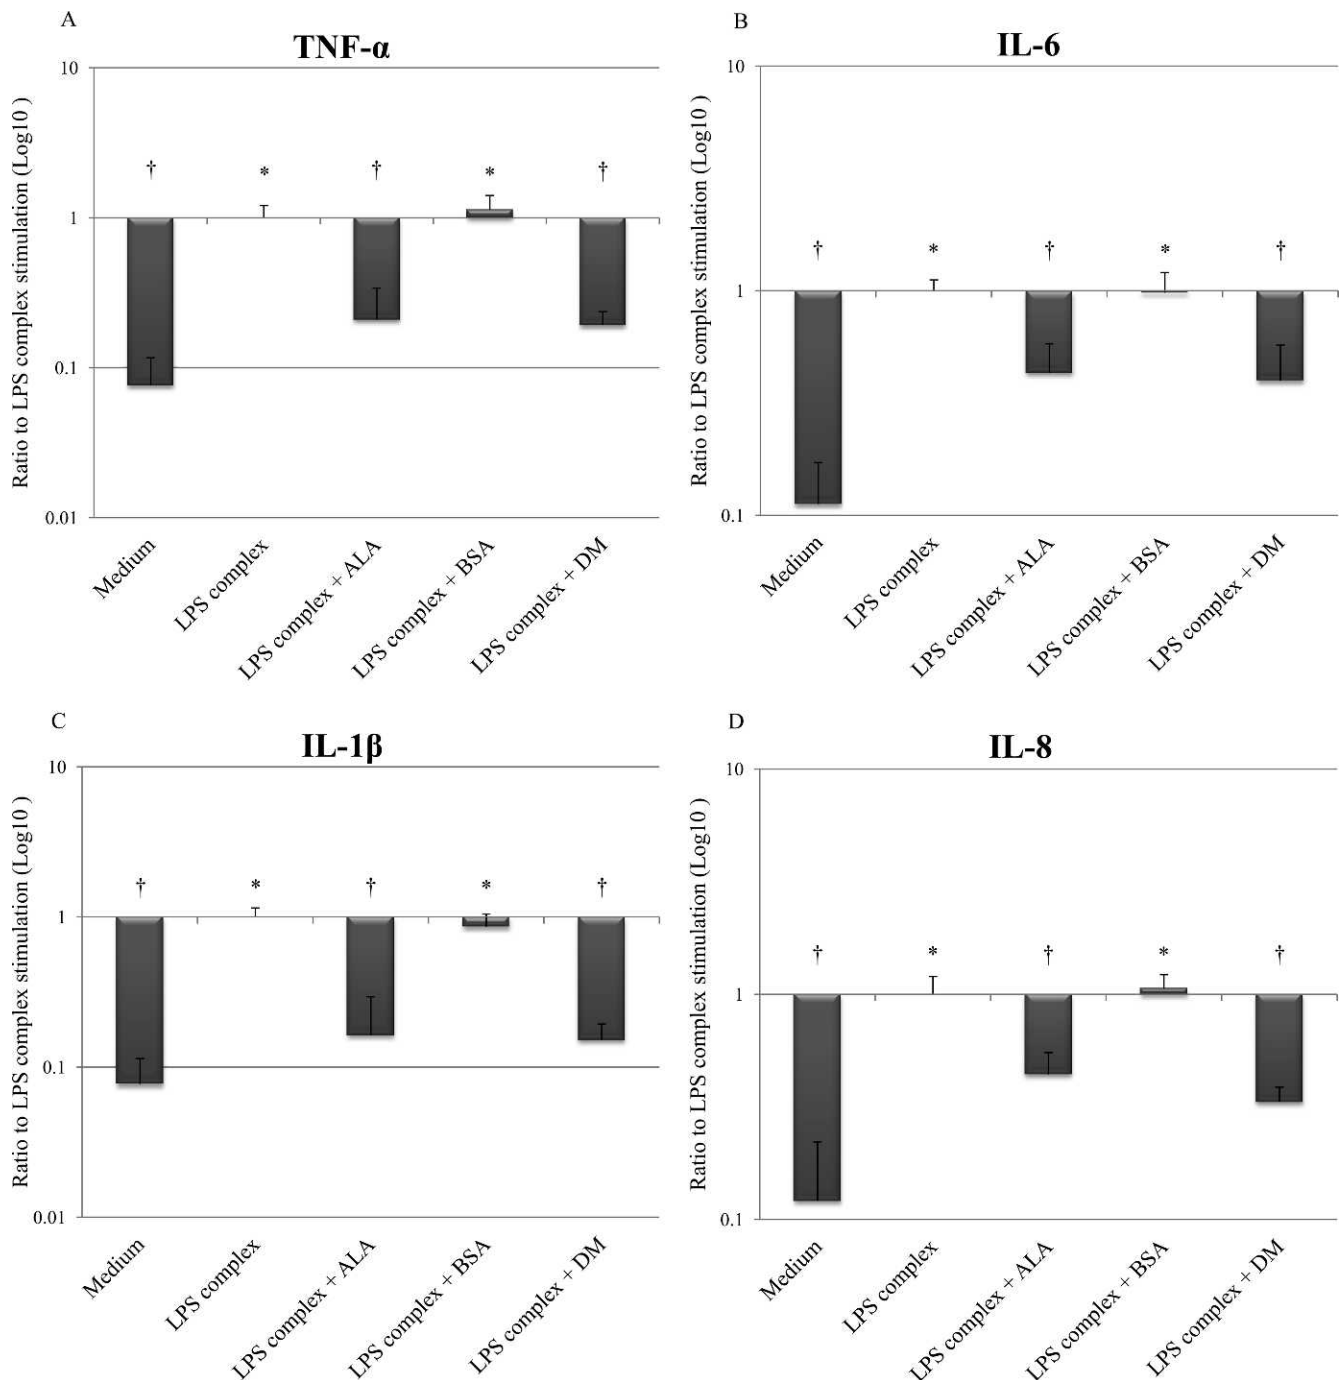 A
TNF-α
Ratio to LPS complex stimulation (Log10 )
10
1
0.1
0.01
† * † * †
Medium
LPS complex
LPS complex + ALA
LPS complex + BSA
LPS complex + DM
B
IL-6
Ratio to LPS complex stimulation (Log10 )
10
1
0.1
† * † * †
Medium
LPS complex
LPS complex + ALA
LPS complex + BSA
LPS complex + DM
C
IL-1β
Ratio to LPS complex stimulation (Log10 )
10
1
0.1
0.01
† * † * †
Medium
LPS complex
LPS complex + ALA
LPS complex + BSA
LPS complex + DM
D
IL-8
Ratio to LPS complex stimulation (Log10 )
10
1
0.1
† * † * †
Medium
LPS complex
LPS complex + ALA
LPS complex + BSA
LPS complex + DM